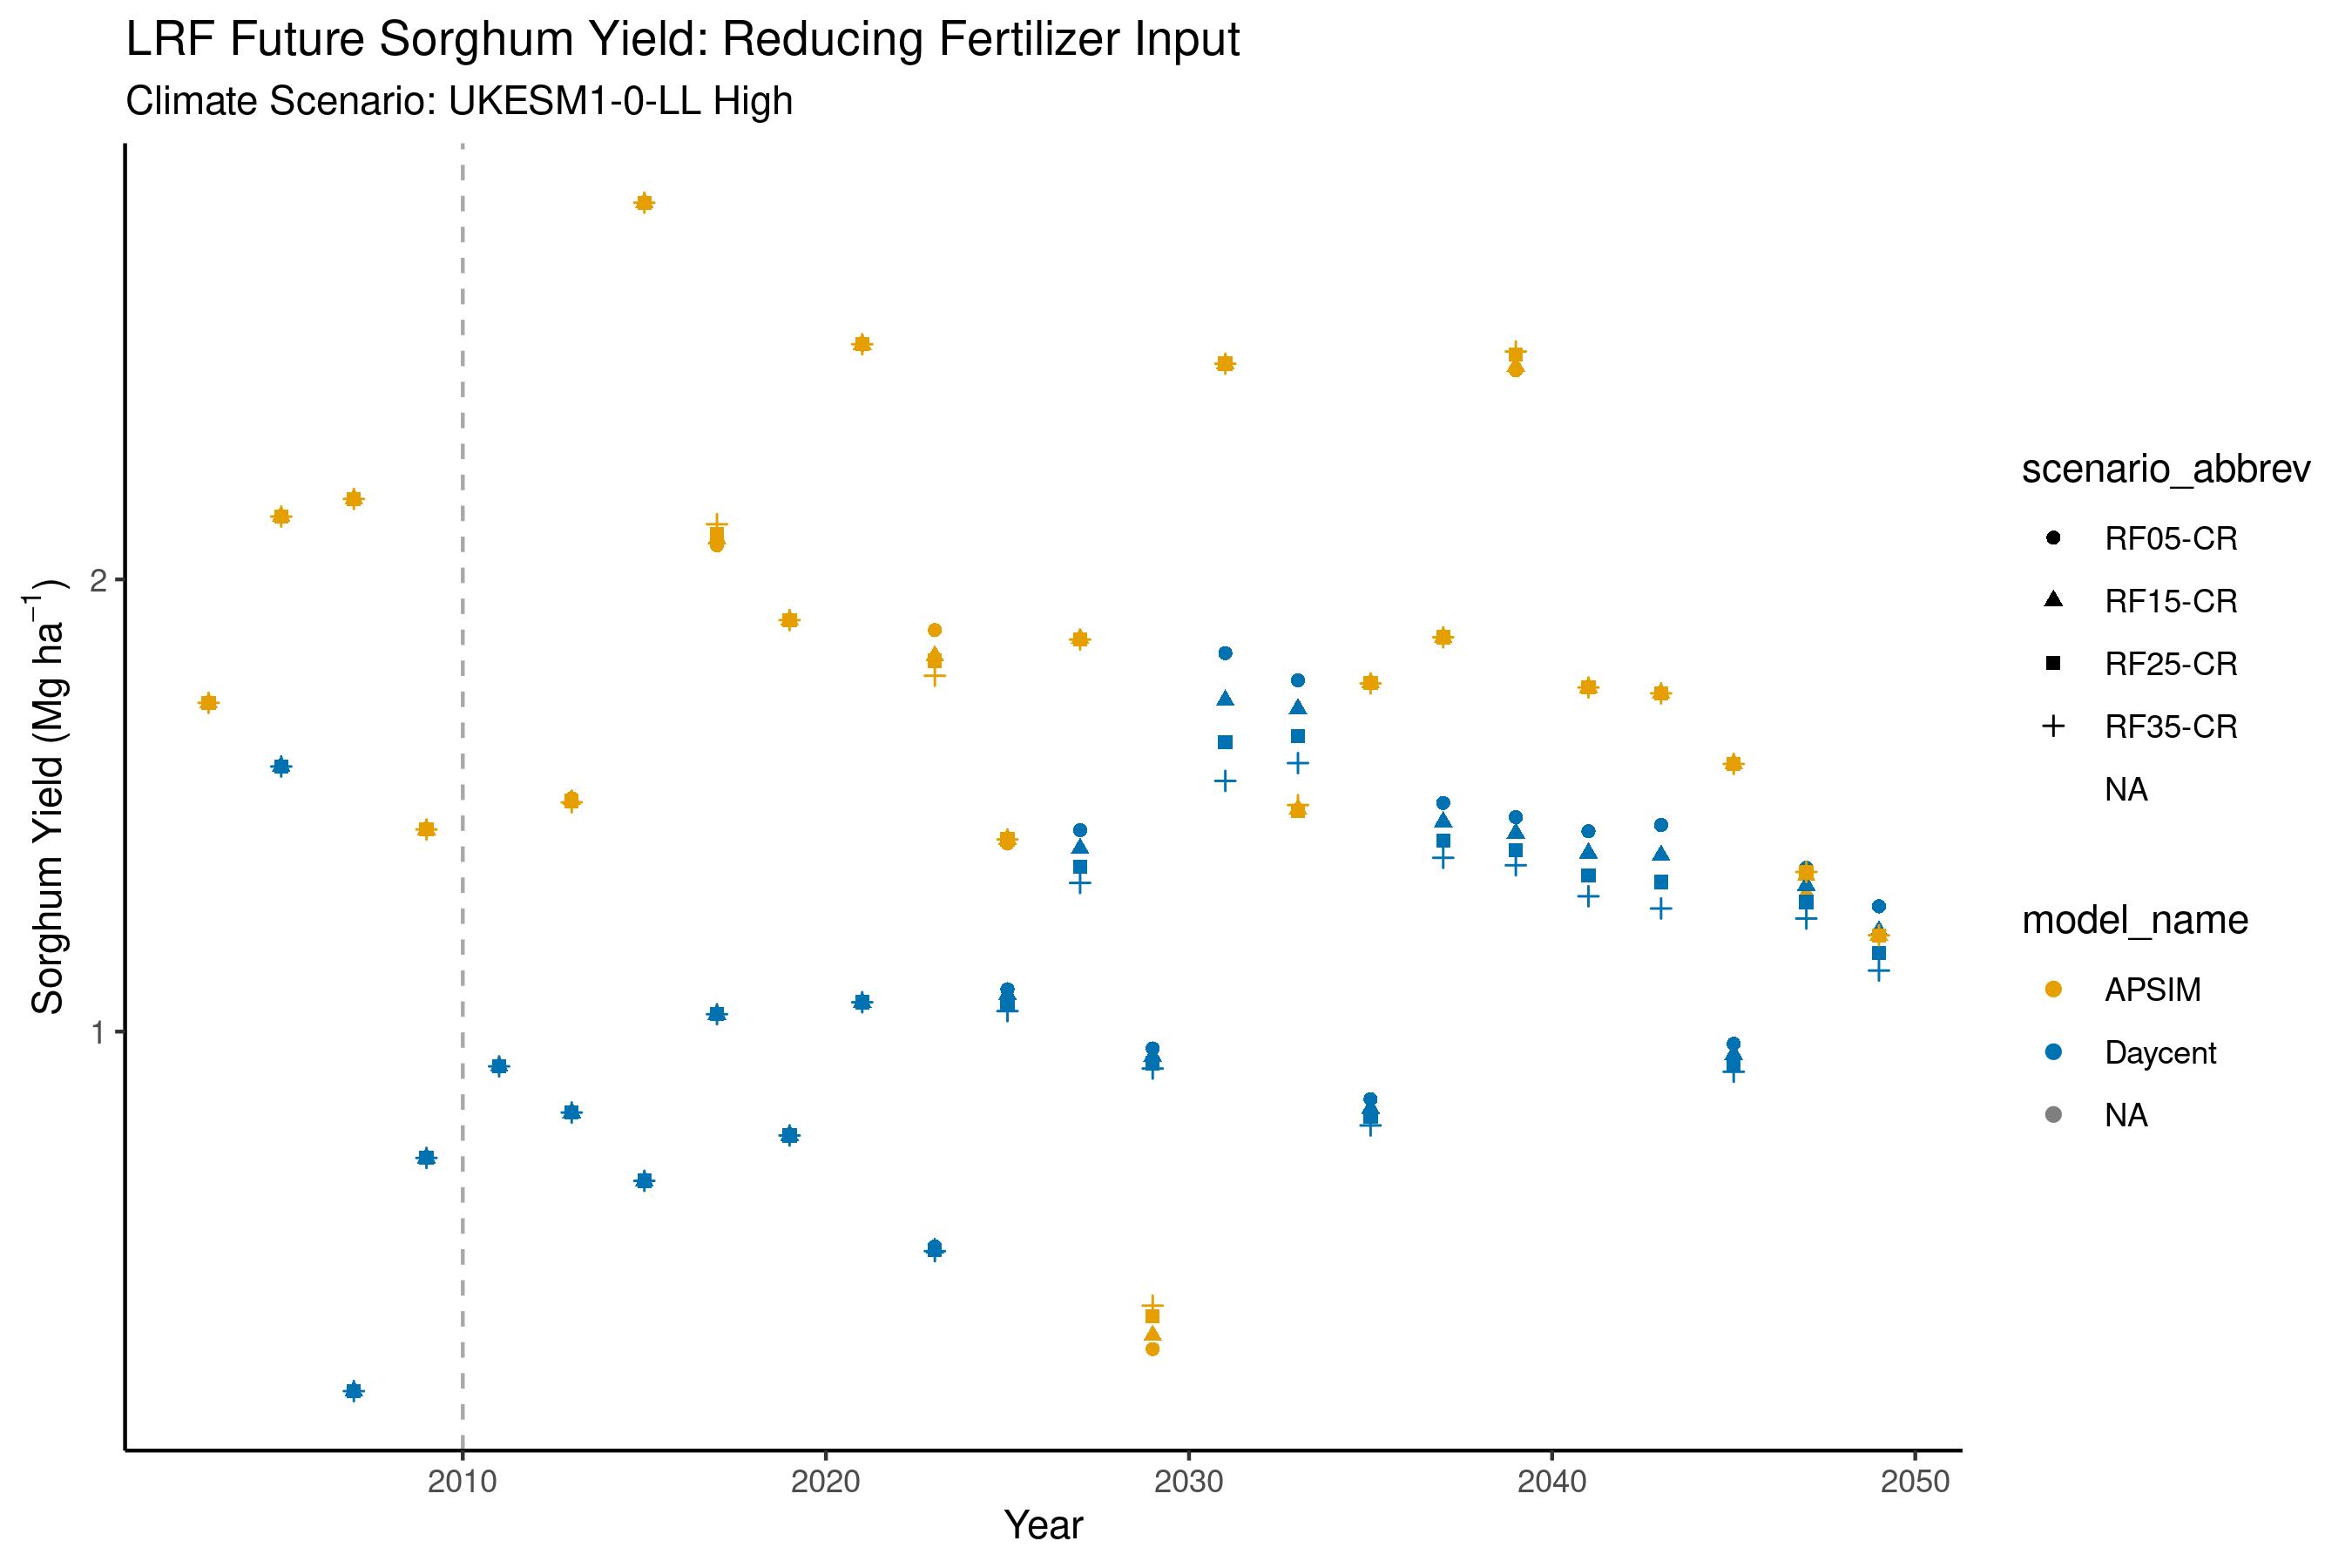 LRF Future Sorghum Yield: Reducing Fertilizer Input
Climate Scenario: UKESM1-0-LL High
Sorghum Yield (Mg ha⁻¹)
2
1
2010 2020 2030 2040 2050
Year
scenario_abbrev
RF05-CR
RF15-CR
RF25-CR
RF35-CR
NA
model_name
APSIM
Daycent
NA